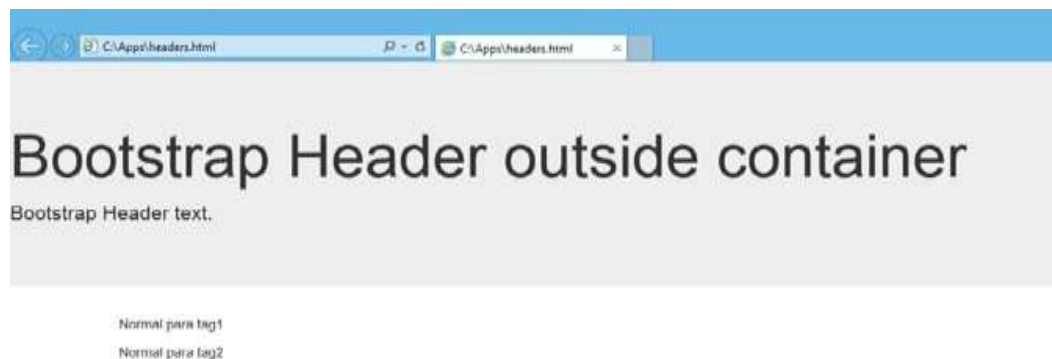 C:\Apps\headers.html
C:\Apps\headers.html
Bootstrap Header outside container
Bootstrap Header text.
Normal para tag1
Normal para tag2